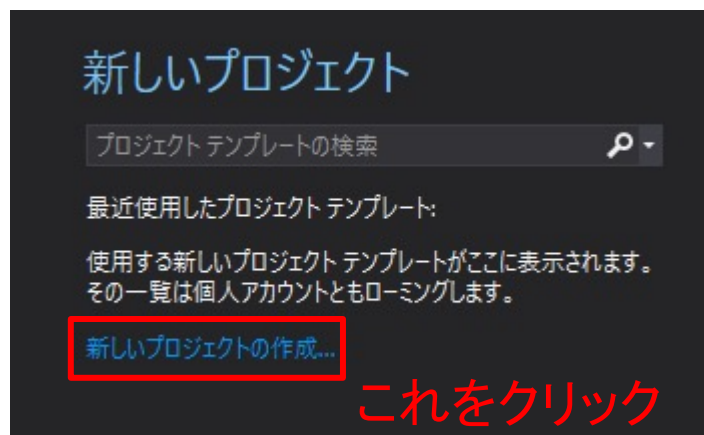 新しいプロジェクト
プロジェクト テンプレートの検索
最近使用したプロジェクト テンプレート:
使用する新しいプロジェクト テンプレートがここに表示されます。
その一覧は個人アカウントともローミングします。
新しいプロジェクトの作成...
これをクリック